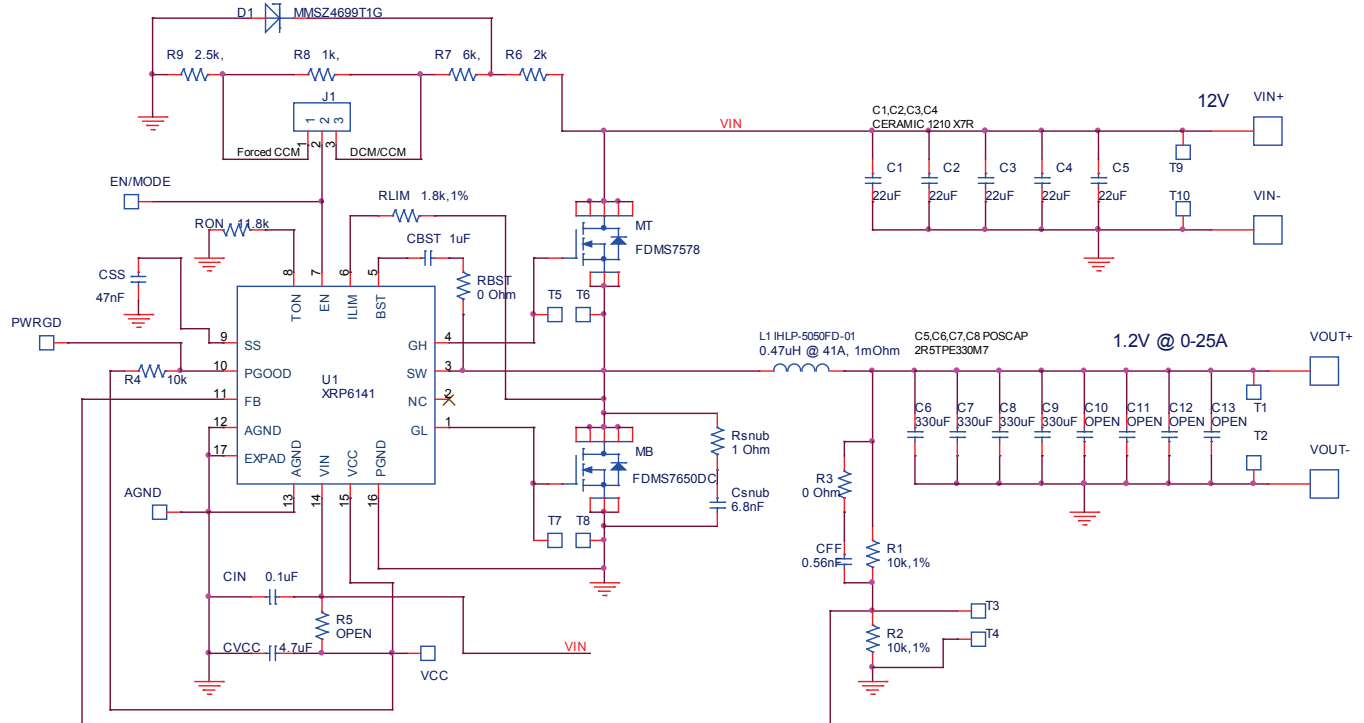 D1 MMSZ4699T1G
R9 2.5k,
R8 1k,
R7 6k,
R6 2k
J1
1 2 3
1 2 3
Forced CCM
DCM/CCM
VIN
C1,C2,C3,C4
CERAMIC 1210 X7R
12V
VIN+
C1
22uF
C2
22uF
C3
22uF
C4
22uF
C5
22uF
T9
T10
VIN-
EN/MODE
RON 11.8k
RLIM 1.8k,1%
CBST 1uF
RBST
0 Ohm
CSS
47nF
MT
FDMS7578
T5 T6
8 7 6 5
TON EN ILIM BST
PWRGD
R4 10k
9 SS
10 PGOOD
11 FB
12 AGND
17 EXPAD
U1
XRP6141
GH 4
SW 3
NC 2
GL 1
AGND VIN VCC PGND
13 14 15 16
AGND
L1 IHLP-5050FD-01
0.47uH @ 41A, 1mOhm
C5,C6,C7,C8 POSCAP
2R5TPE330M7
1.2V @ 0-25A
VOUT+
C6
330uF
C7
330uF
C8
330uF
C9
330uF
C10
OPEN
C11
OPEN
C12
OPEN
C13
OPEN
T1
T2
VOUT-
MB
FDMS7650DC
Rsnub
1 Ohm
Csnub
6.8nF
T7 T8
R3
0 Ohm
CFF
0.56nF
R1
10k,1%
R2
10k,1%
T3
T4
CIN 0.1uF
R5
OPEN
CVCC 4.7uF
VCC
VIN